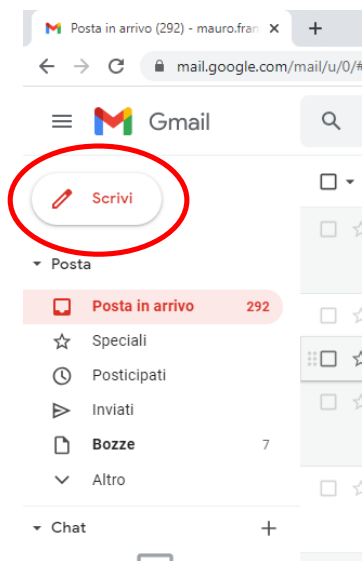 Posta in arrivo (292) - mauro.fran
mail.google.com/mail/u/0/#
Gmail
Scrivi
Posta
Posta in arrivo 292
Speciali
Posticipati
Inviati
Bozze 7
Altro
Chat